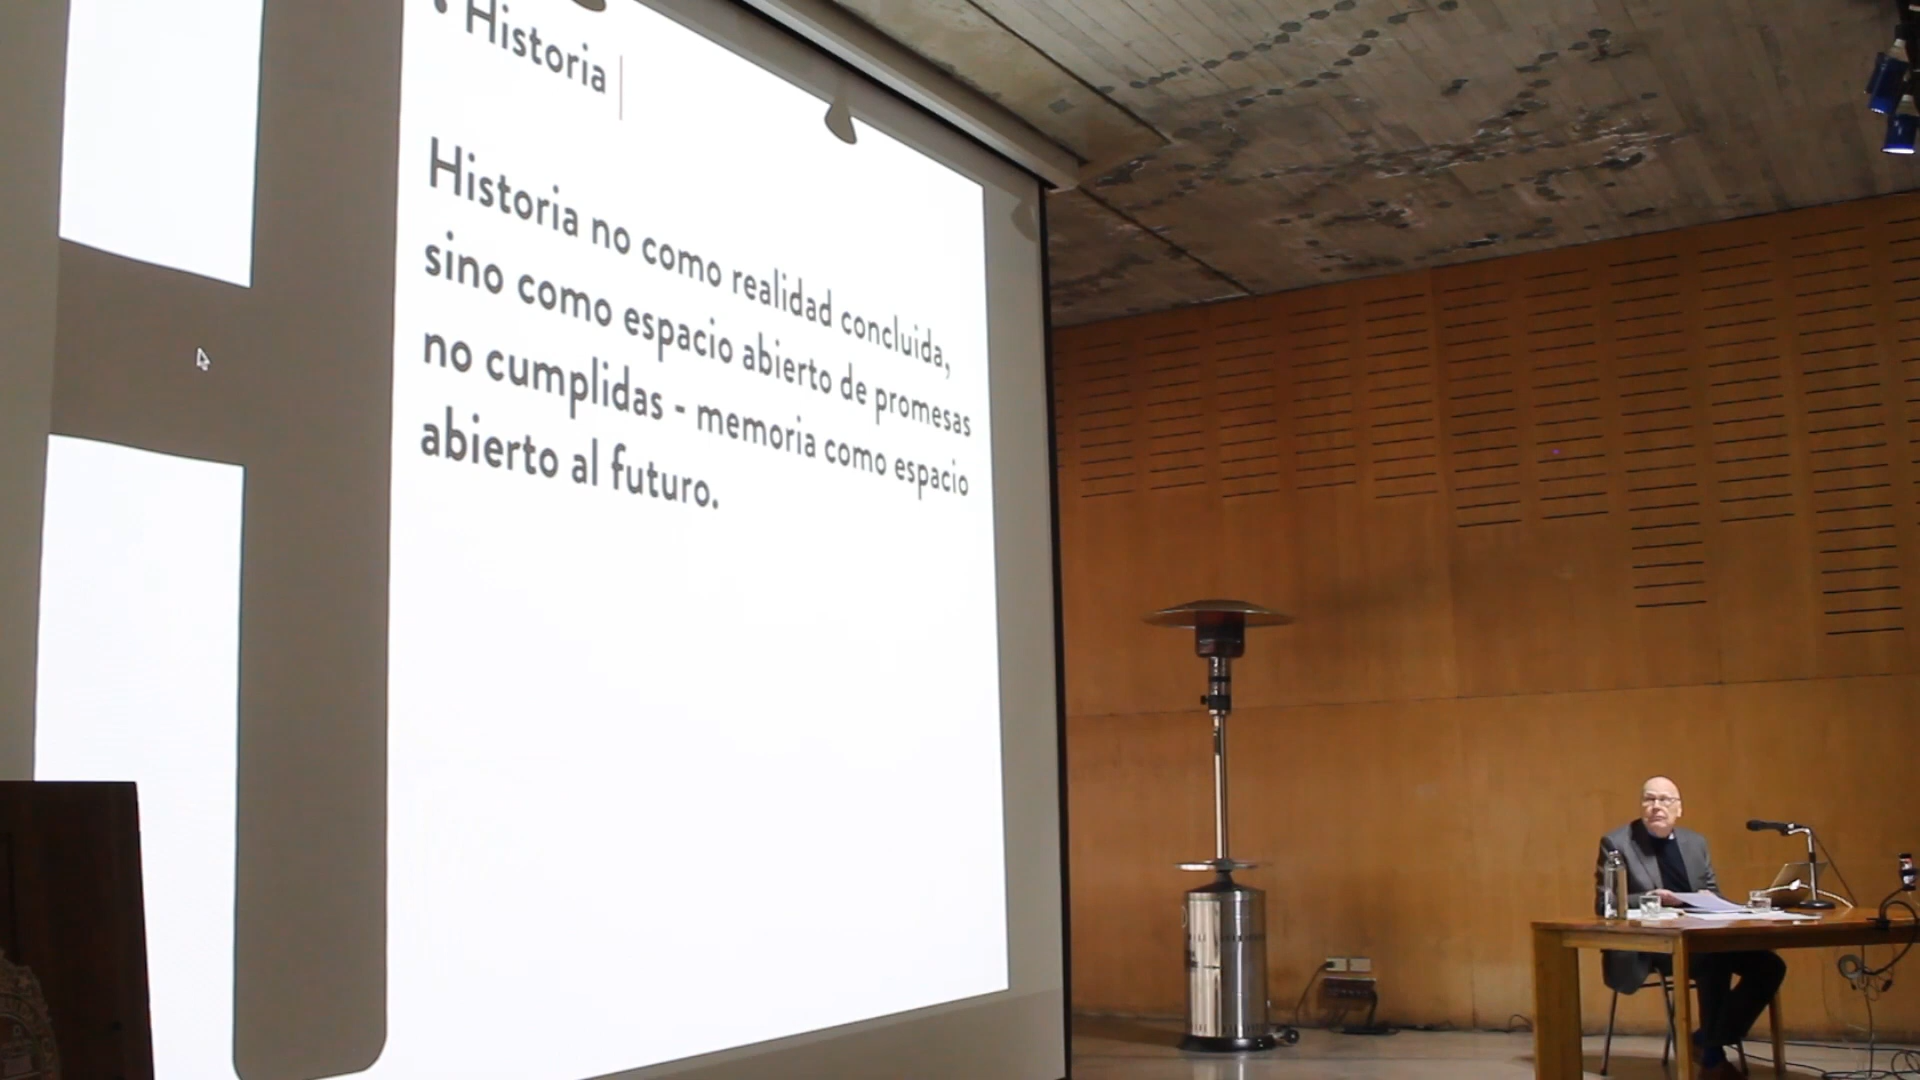 • Historia
Historia no como realidad concluida,
sino como espacio abierto de promesas
no cumplidas - memoria como espacio
abierto al futuro.